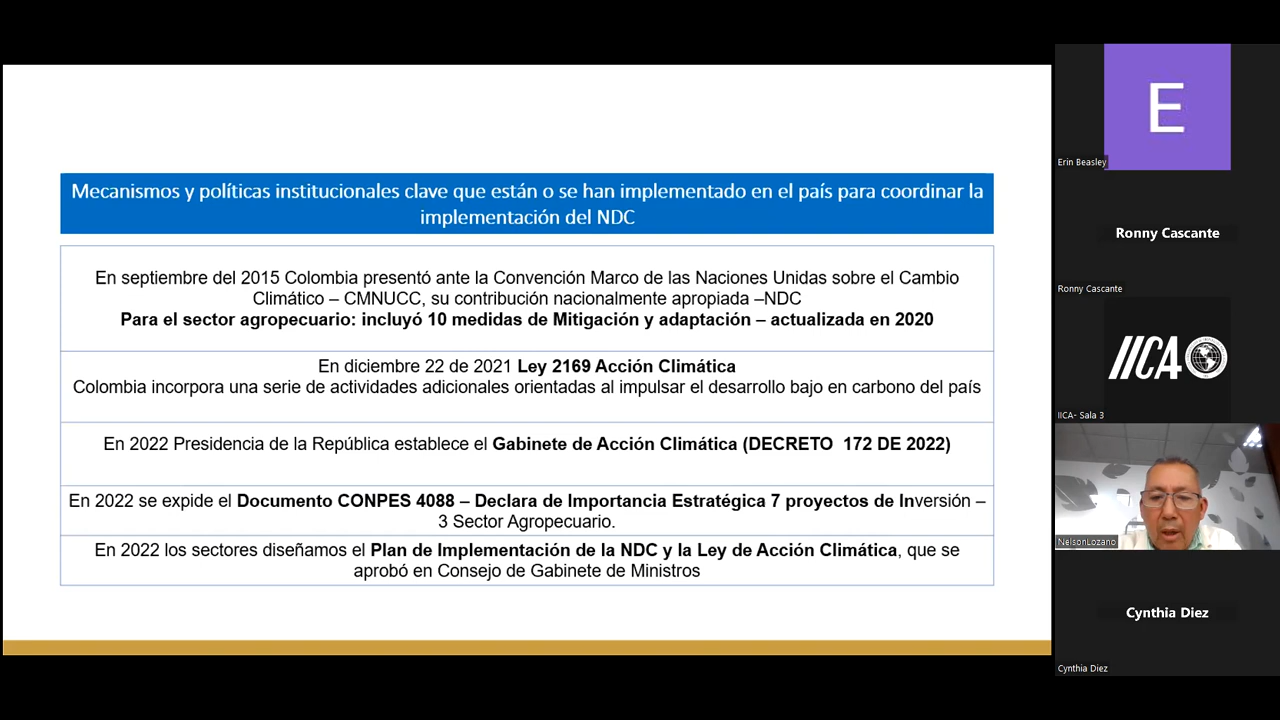 Mecanismos y políticas institucionales clave que están o se han implementado en el país para coordinar la
implementación del NDC
En septiembre del 2015 Colombia presentó ante la Convención Marco de las Naciones Unidas sobre el Cambio
Climático – CMNUCC, su contribución nacionalmente apropiada –NDC
Para el sector agropecuario: incluyó 10 medidas de Mitigación y adaptación – actualizada en 2020
En diciembre 22 de 2021 Ley 2169 Acción Climática
Colombia incorpora una serie de actividades adicionales orientadas al impulsar el desarrollo bajo en carbono del país
En 2022 Presidencia de la República establece el Gabinete de Acción Climática (DECRETO 172 DE 2022)
En 2022 se expide el Documento CONPES 4088 – Declara de Importancia Estratégica 7 proyectos de Inversión –
3 Sector Agropecuario.
En 2022 los sectores diseñamos el Plan de Implementación de la NDC y la Ley de Acción Climática, que se
aprobó en Consejo de Gabinete de Ministros
E
Erin Beasley
Ronny Cascante
Ronny Cascante
IICA
IICA- Sala 3
NelsonLozano
Cynthia Diez
Cynthia Diez